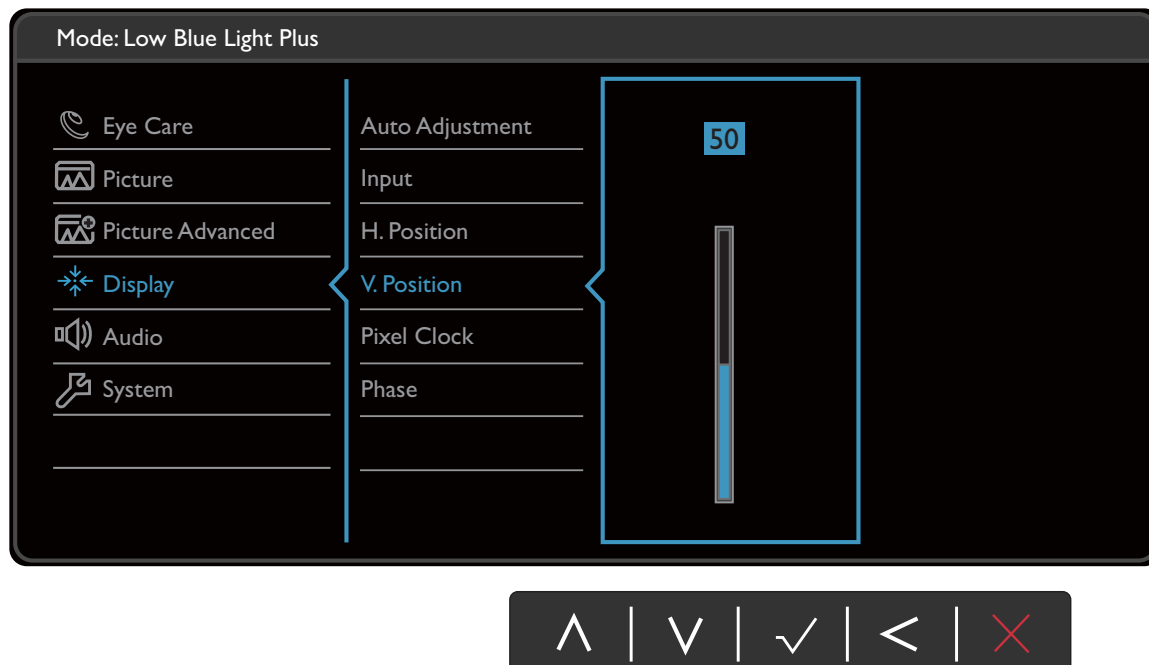 Mode: Low Blue Light Plus
Eye Care
Picture
Picture Advanced
Display
Audio
System
Auto Adjustment
Input
H. Position
V. Position
Pixel Clock
Phase
50